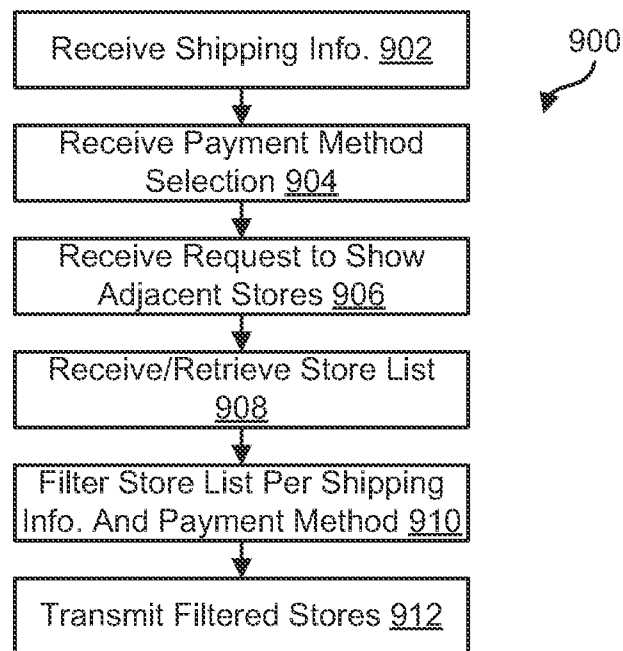 Receive Shipping Info. 902
900
Receive Payment Method
Selection 904
Receive Request to Show
Adjacent Stores 906
Receive/Retrieve Store List
908
Filter Store List Per Shipping
Info. And Payment Method 910
Transmit Filtered Stores 912